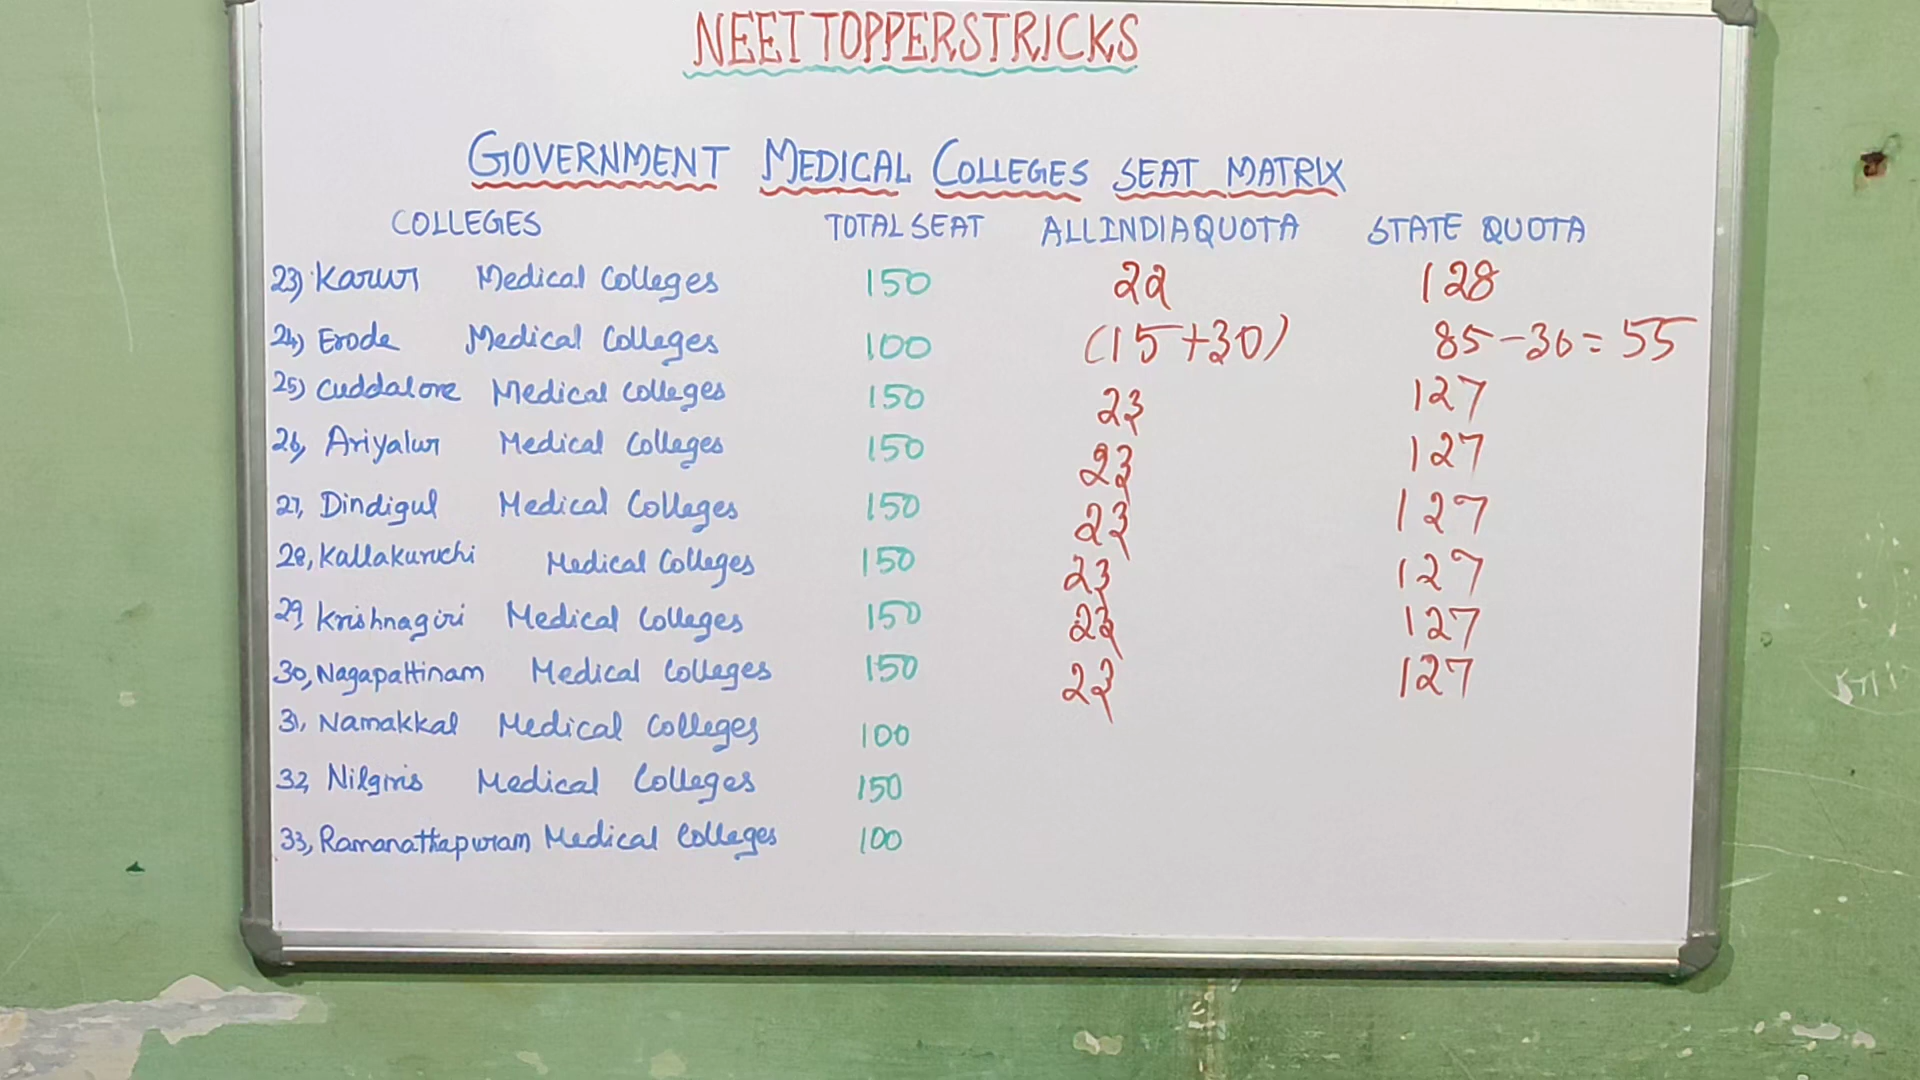 NEETTOPPERSTRICKS
GOVERNMENT MEDICAL COLLEGES SEAT MATRIX
COLLEGES TOTAL SEAT ALL INDIA QUOTA STATE QUOTA
23) Karur Medical Colleges 150 22 128
24) Erode Medical Colleges 100 (15+30) 85-30=55
25) Cuddalore Medical Colleges 150 23 127
26, Ariyalur Medical Colleges 150 23 127
27, Dindigul Medical Colleges 150 23 127
28, Kallakuruchi Medical Colleges 150 23 127
29, Krishnagiri Medical Colleges 150 23 127
30, Nagapattinam Medical Colleges 150 23 127
31, Namakkal Medical Colleges 100
32, Nilgiris Medical Colleges 150
33, Ramanathapuram Medical Colleges 100